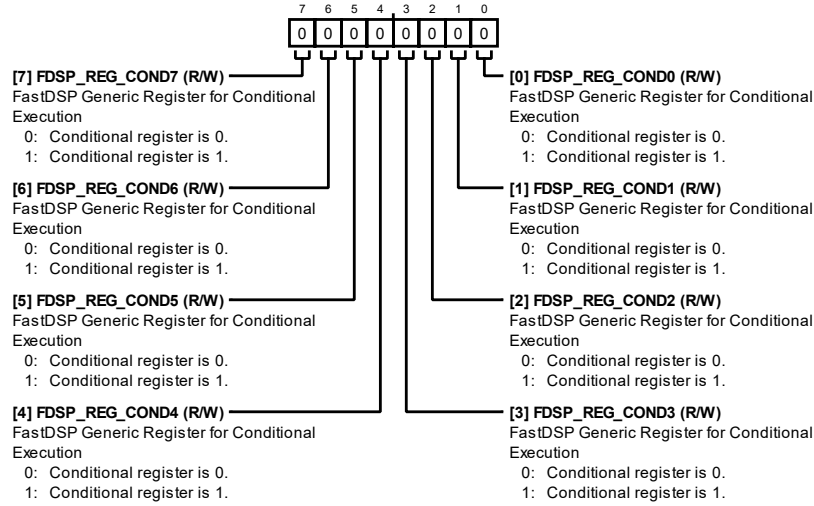 7 6 5 4 3 2 1 0
0 0 0 0 0 0 0 0
[7] FDSP_REG_COND7 (R/W)
FastDSP Generic Register for Conditional
Execution
0: Conditional register is 0.
1: Conditional register is 1.
[6] FDSP_REG_COND6 (R/W)
FastDSP Generic Register for Conditional
Execution
0: Conditional register is 0.
1: Conditional register is 1.
[5] FDSP_REG_COND5 (R/W)
FastDSP Generic Register for Conditional
Execution
0: Conditional register is 0.
1: Conditional register is 1.
[4] FDSP_REG_COND4 (R/W)
FastDSP Generic Register for Conditional
Execution
0: Conditional register is 0.
1: Conditional register is 1.
[0] FDSP_REG_COND0 (R/W)
FastDSP Generic Register for Conditional
Execution
0: Conditional register is 0.
1: Conditional register is 1.
[1] FDSP_REG_COND1 (R/W)
FastDSP Generic Register for Conditional
Execution
0: Conditional register is 0.
1: Conditional register is 1.
[2] FDSP_REG_COND2 (R/W)
FastDSP Generic Register for Conditional
Execution
0: Conditional register is 0.
1: Conditional register is 1.
[3] FDSP_REG_COND3 (R/W)
FastDSP Generic Register for Conditional
Execution
0: Conditional register is 0.
1: Conditional register is 1.